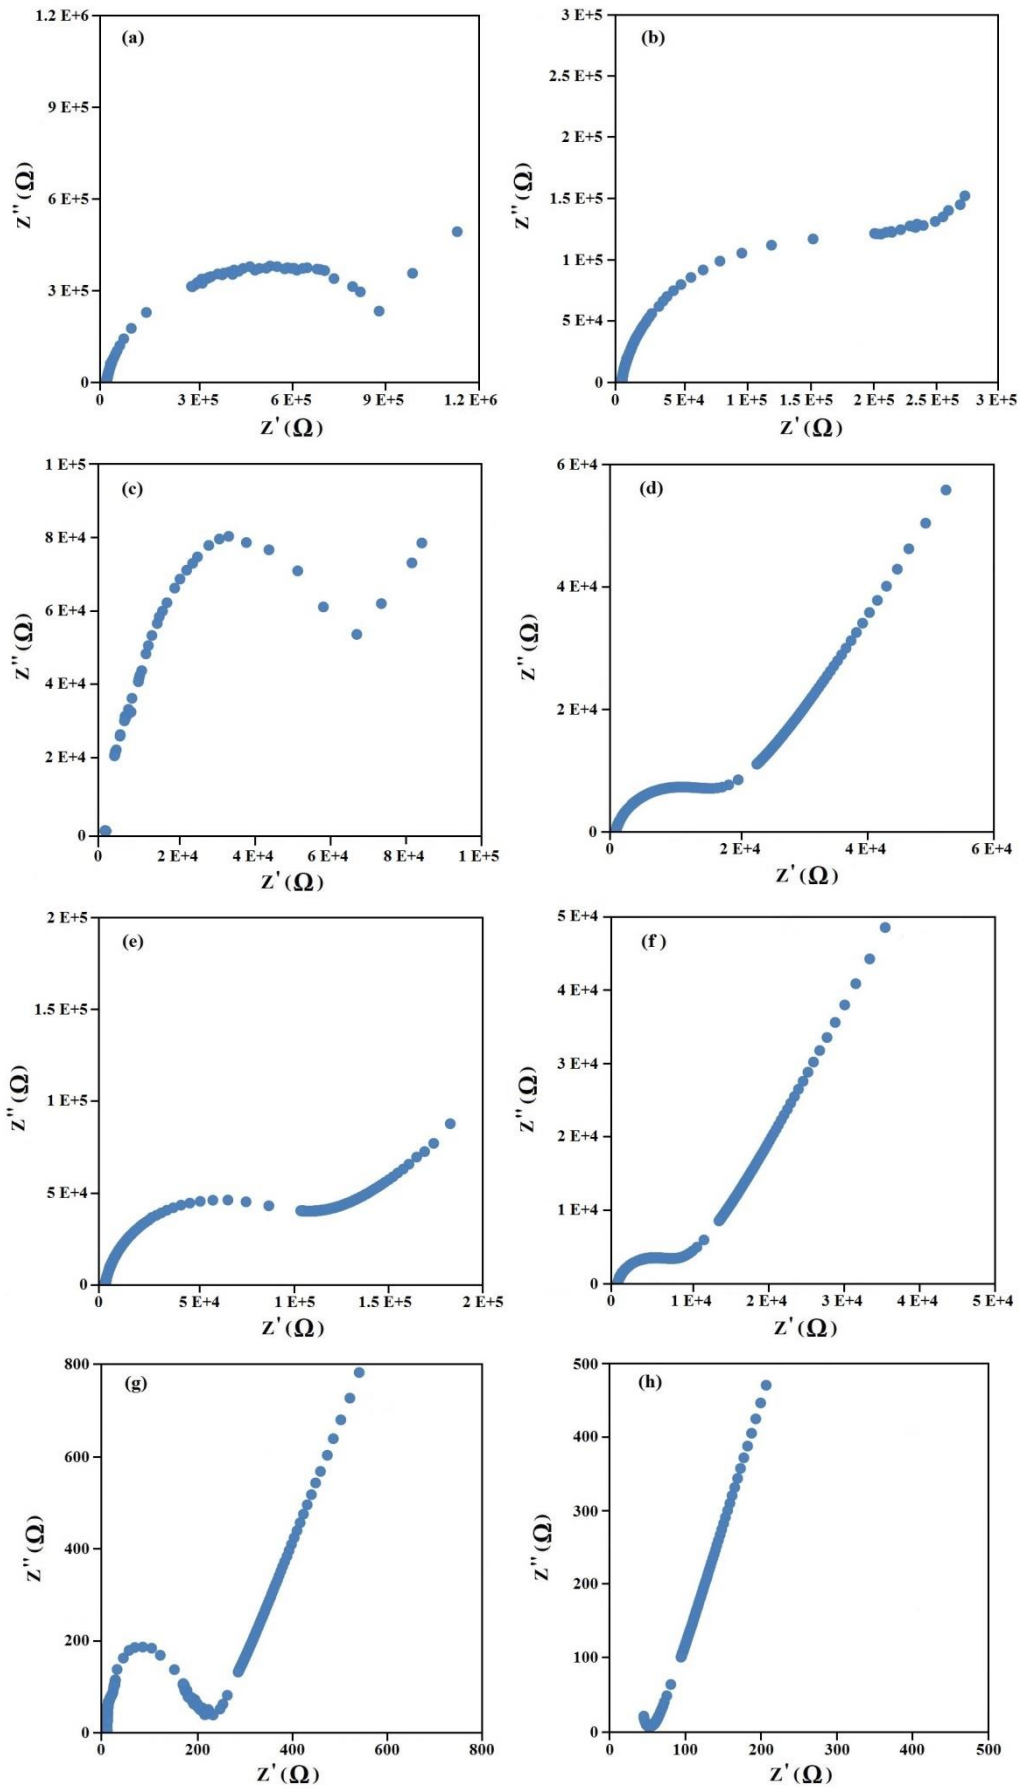 (a)
1.2 E+6
9 E+5
6 E+5
3 E+5
0
Z''(Ω)
3 E+5
6 E+5
9 E+5
1.2 E+6
Z'(Ω)
(b)
3 E+5
2.5 E+5
2 E+5
1.5 E+5
1 E+5
5 E+4
0
Z''(Ω)
0
5 E+4
1 E+5
1.5 E+5
2 E+5
2.5 E+5
3 E+5
Z'(Ω)
(c)
1 E+5
8 E+4
6 E+4
4 E+4
2 E+4
0
Z''(Ω)
0
2 E+4
4 E+4
6 E+4
8 E+4
1 E+5
Z'(Ω)
(d)
6 E+4
4 E+4
2 E+4
0
Z''(Ω)
0
2 E+4
4 E+4
6 E+4
Z'(Ω)
(e)
2 E+5
1.5 E+5
1 E+5
5 E+4
0
Z''(Ω)
0
5 E+4
1 E+5
1.5 E+5
2 E+5
Z'(Ω)
(f )
5 E+4
4 E+4
3 E+4
2 E+4
1 E+4
0
Z''(Ω)
0
1 E+4
2 E+4
3 E+4
4 E+4
5 E+4
Z'(Ω)
(g)
800
600
400
200
0
Z''(Ω)
0
200
400
600
800
Z'(Ω)
(h)
500
400
300
200
100
0
Z''(Ω)
0
100
200
300
400
500
Z'(Ω)